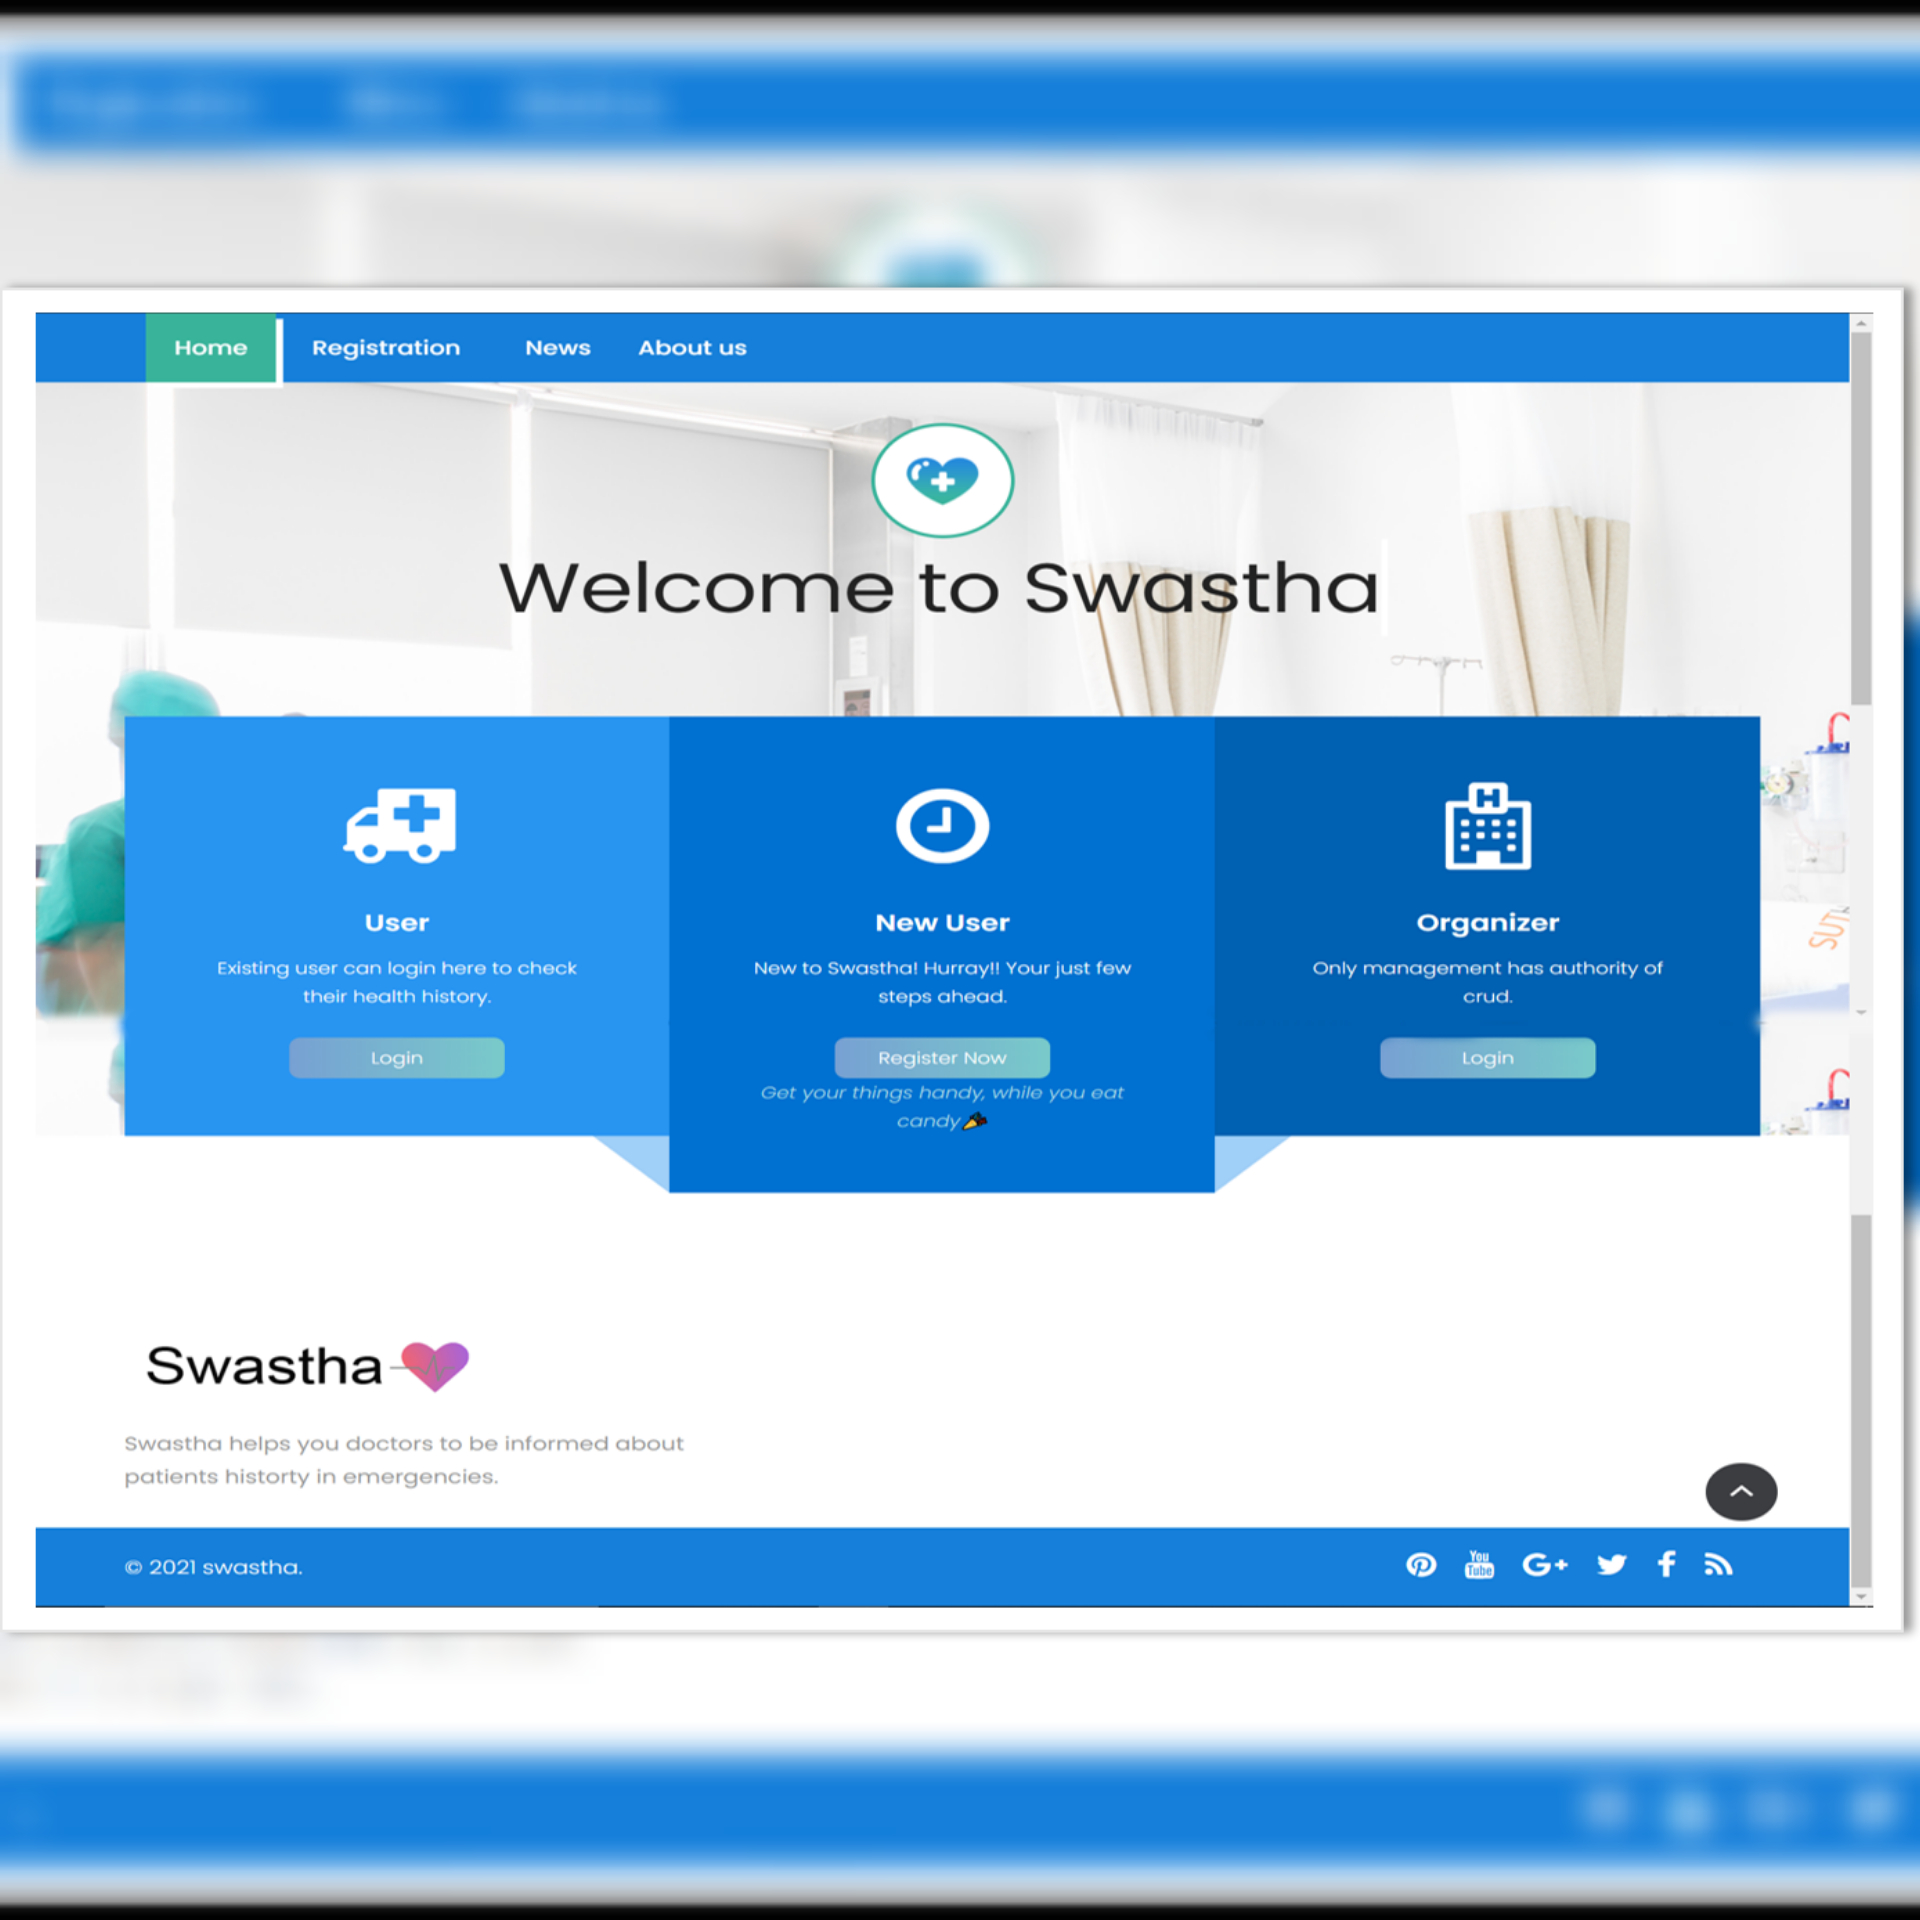 Home Registration News About us
Welcome to Swastha
User
Existing user can login here to check
their health history.
Login
New User
New to Swastha! Hurray!! Your just few
steps ahead.
Register Now
Get your things handy, while you eat
candy
Organizer
Only management has authority of
crud.
Login
Swastha
Swastha helps you doctors to be informed about
patients historty in emergencies.
© 2021 swastha.
You
Tube
G+